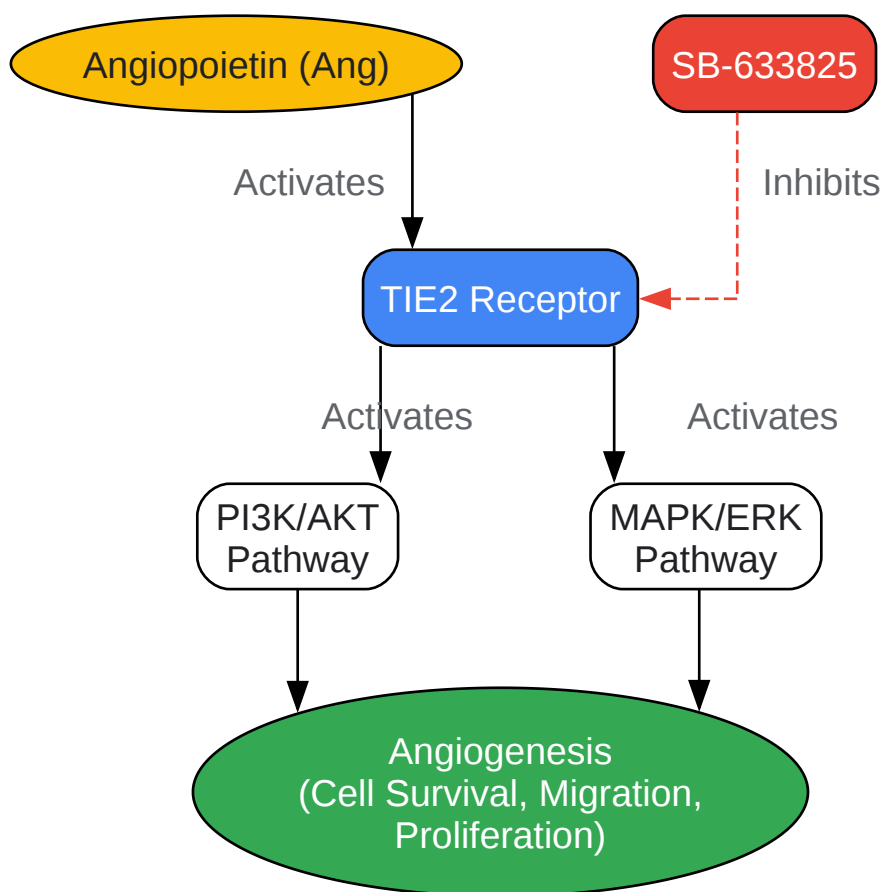 Angiopoietin (Ang)
SB-633825
Activates
Inhibits
TIE2 Receptor
Activates
Activates
PI3K/AKT
Pathway
MAPK/ERK
Pathway
Angiogenesis
(Cell Survival, Migration,
Proliferation)